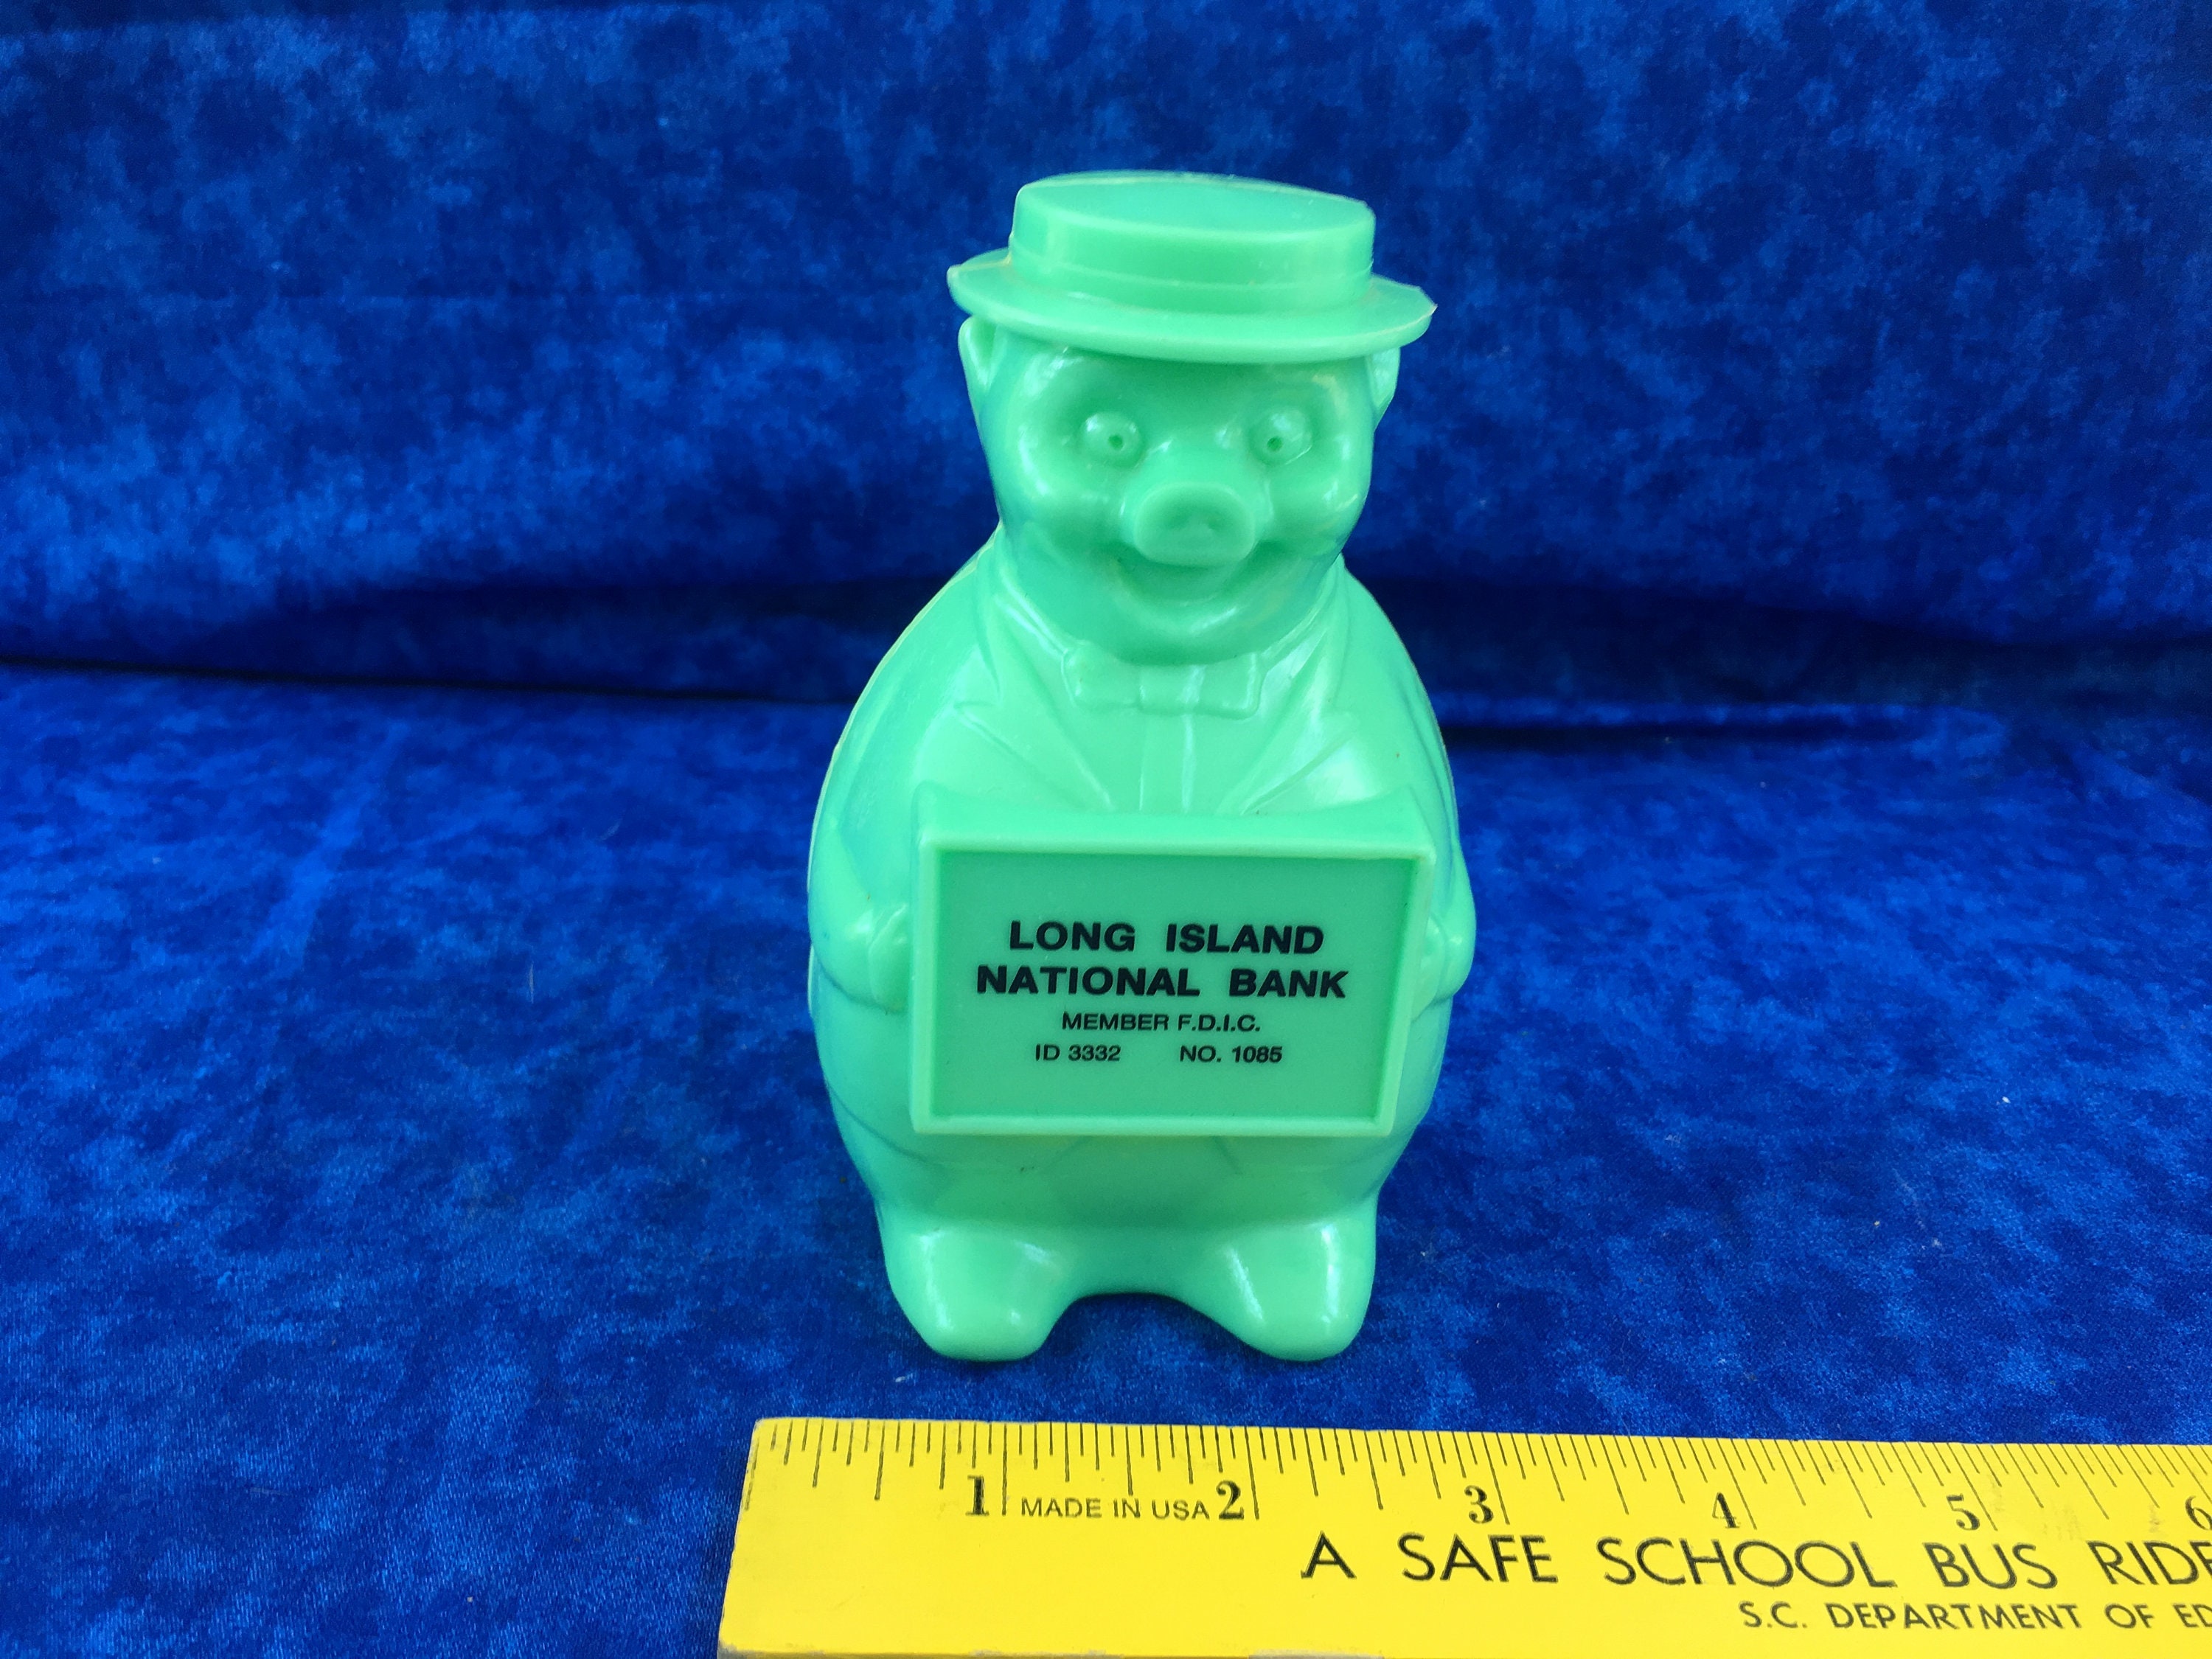 LONG ISLAND
NATIONAL BANK
MEMBER F.D.I.C.
ID 3332 NO. 1085
1 MADE IN USA 2 3 4 5 6
A SAFE SCHOOL BUS
S.C. DEPARTMENT OF